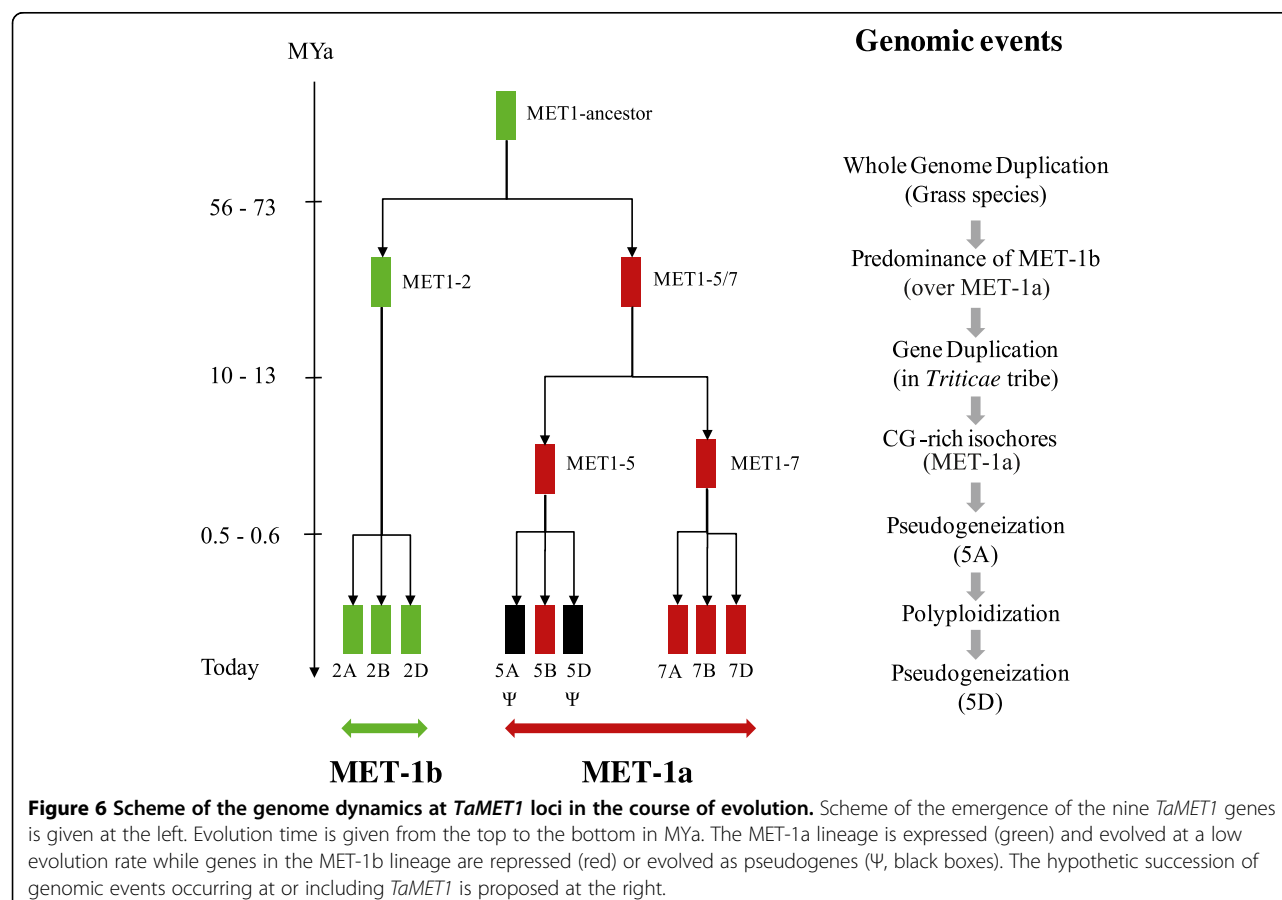 Genomic events
MYa
MET1-ancestor
Whole Genome Duplication
(Grass species)
56 - 73
Predominance of MET-1b
(over MET-1a)
MET1-2
MET1-5/7
Gene Duplication
(in Triticae tribe)
10 - 13
CG-rich isochores
(MET-1a)
MET1-5
MET1-7
Pseudogeneization
(5A)
0.5 - 0.6
Polyploidization
Today
2A 2B 2D
5A 5B 5D
7A 7B 7D
Ψ Ψ
Pseudogeneization
(5D)
MET-1b
MET-1a
Figure 6 Scheme of the genome dynamics at TaMET1 loci in the course of evolution. Scheme of the emergence of the nine TaMET1 genes
is given at the left. Evolution time is given from the top to the bottom in MYa. The MET-1a lineage is expressed (green) and evolved at a low
evolution rate while genes in the MET-1b lineage are repressed (red) or evolved as pseudogenes (Ψ, black boxes). The hypothetic succession of
genomic events occurring at or including TaMET1 is proposed at the right.